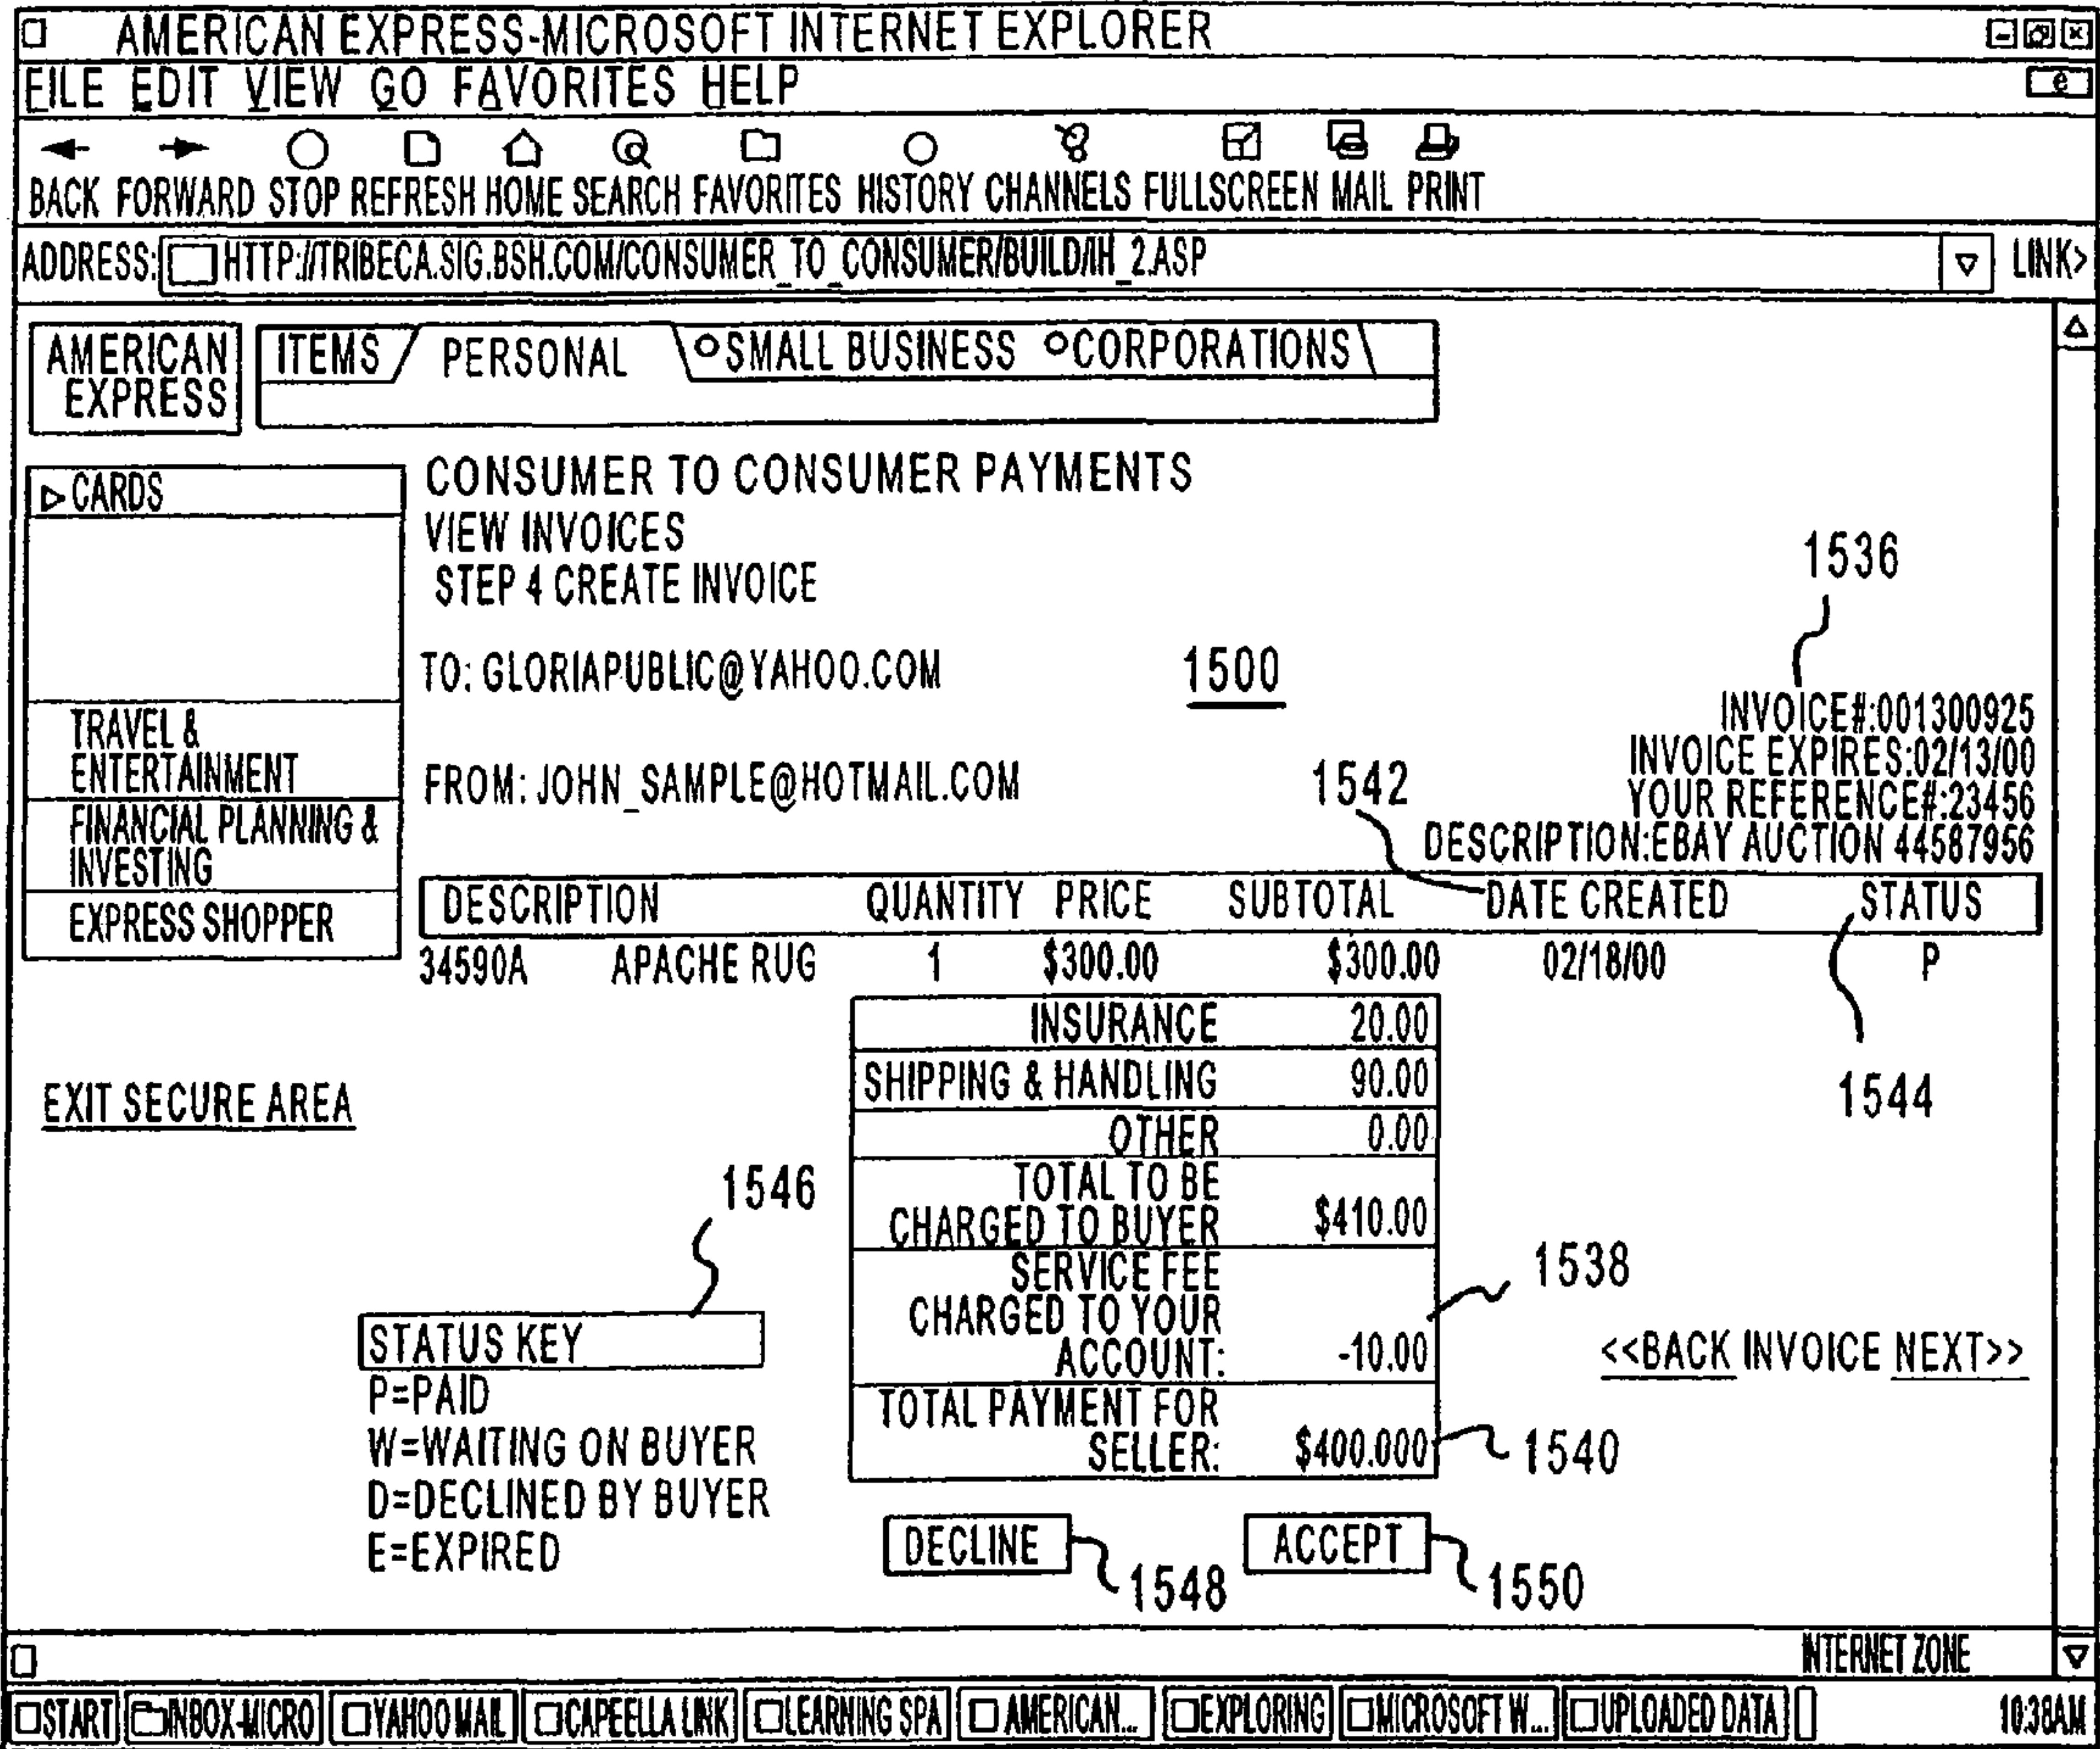 AMERICAN EXPRESS-MICROSOFT INTERNET EXPLORER
FILE EDIT VIEW GO FAVORITES HELP
e
BACK FORWARD STOP REFRESH HOME SEARCH FAVORITES HISTORY CHANNELS FULLSCREEN MAIL PRINT
ADDRESS: HTTP://TRIBECA.SIG.BSH.COM/CONSUMER_TO_CONSUMER/BUILD/IH_2.ASP LINK>
AMERICAN EXPRESS
ITEMS PERSONAL SMALL BUSINESS CORPORATIONS
CARDS
TRAVEL &
ENTERTAINMENT
FINANCIAL PLANNING &
INVESTING
EXPRESS SHOPPER
EXIT SECURE AREA
CONSUMER TO CONSUMER PAYMENTS
VIEW INVOICES
STEP 4 CREATE INVOICE
1536
TO: GLORIAPUBLIC@YAHOO.COM
1500
FROM: JOHN_SAMPLE@HOTMAIL.COM
1542
INVOICE#:001300925
INVOICE EXPIRES:02/13/00
YOUR REFERENCE#:23456
DESCRIPTION:EBAY AUCTION 44587956
DESCRIPTION QUANTITY PRICE SUBTOTAL DATE CREATED STATUS
34590A APACHE RUG 1 $300.00 $300.00 02/18/00 P
INSURANCE 20.00
SHIPPING & HANDLING 90.00
OTHER 0.00
TOTAL TO BE
CHARGED TO BUYER $410.00
SERVICE FEE
CHARGED TO YOUR
ACCOUNT: -10.00
TOTAL PAYMENT FOR
SELLER: $400.000
1544
1538
1540
1546
STATUS KEY
P=PAID
W=WAITING ON BUYER
D=DECLINED BY BUYER
E=EXPIRED
<<BACK INVOICE NEXT>>
DECLINE
1548
ACCEPT
1550
INTERNET ZONE
START INBOX-MICRO YAHOO MAIL CAPEELLA LINK LEARNING SPA AMERICAN... EXPLORING MICROSOFT W... UPLOADED DATA 10:38AM